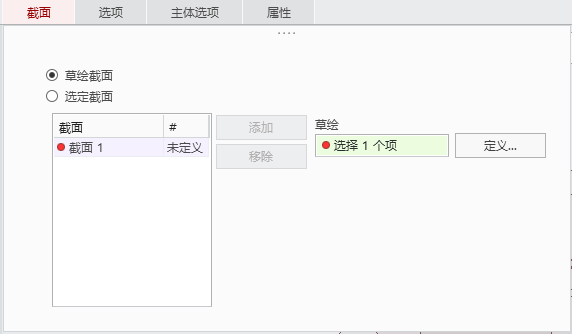 截面 选项 主体选项 属性
草绘截面
选定截面
截面 # 添加 草绘
截面 1 未定义 移除 选择 1 个项 定义...